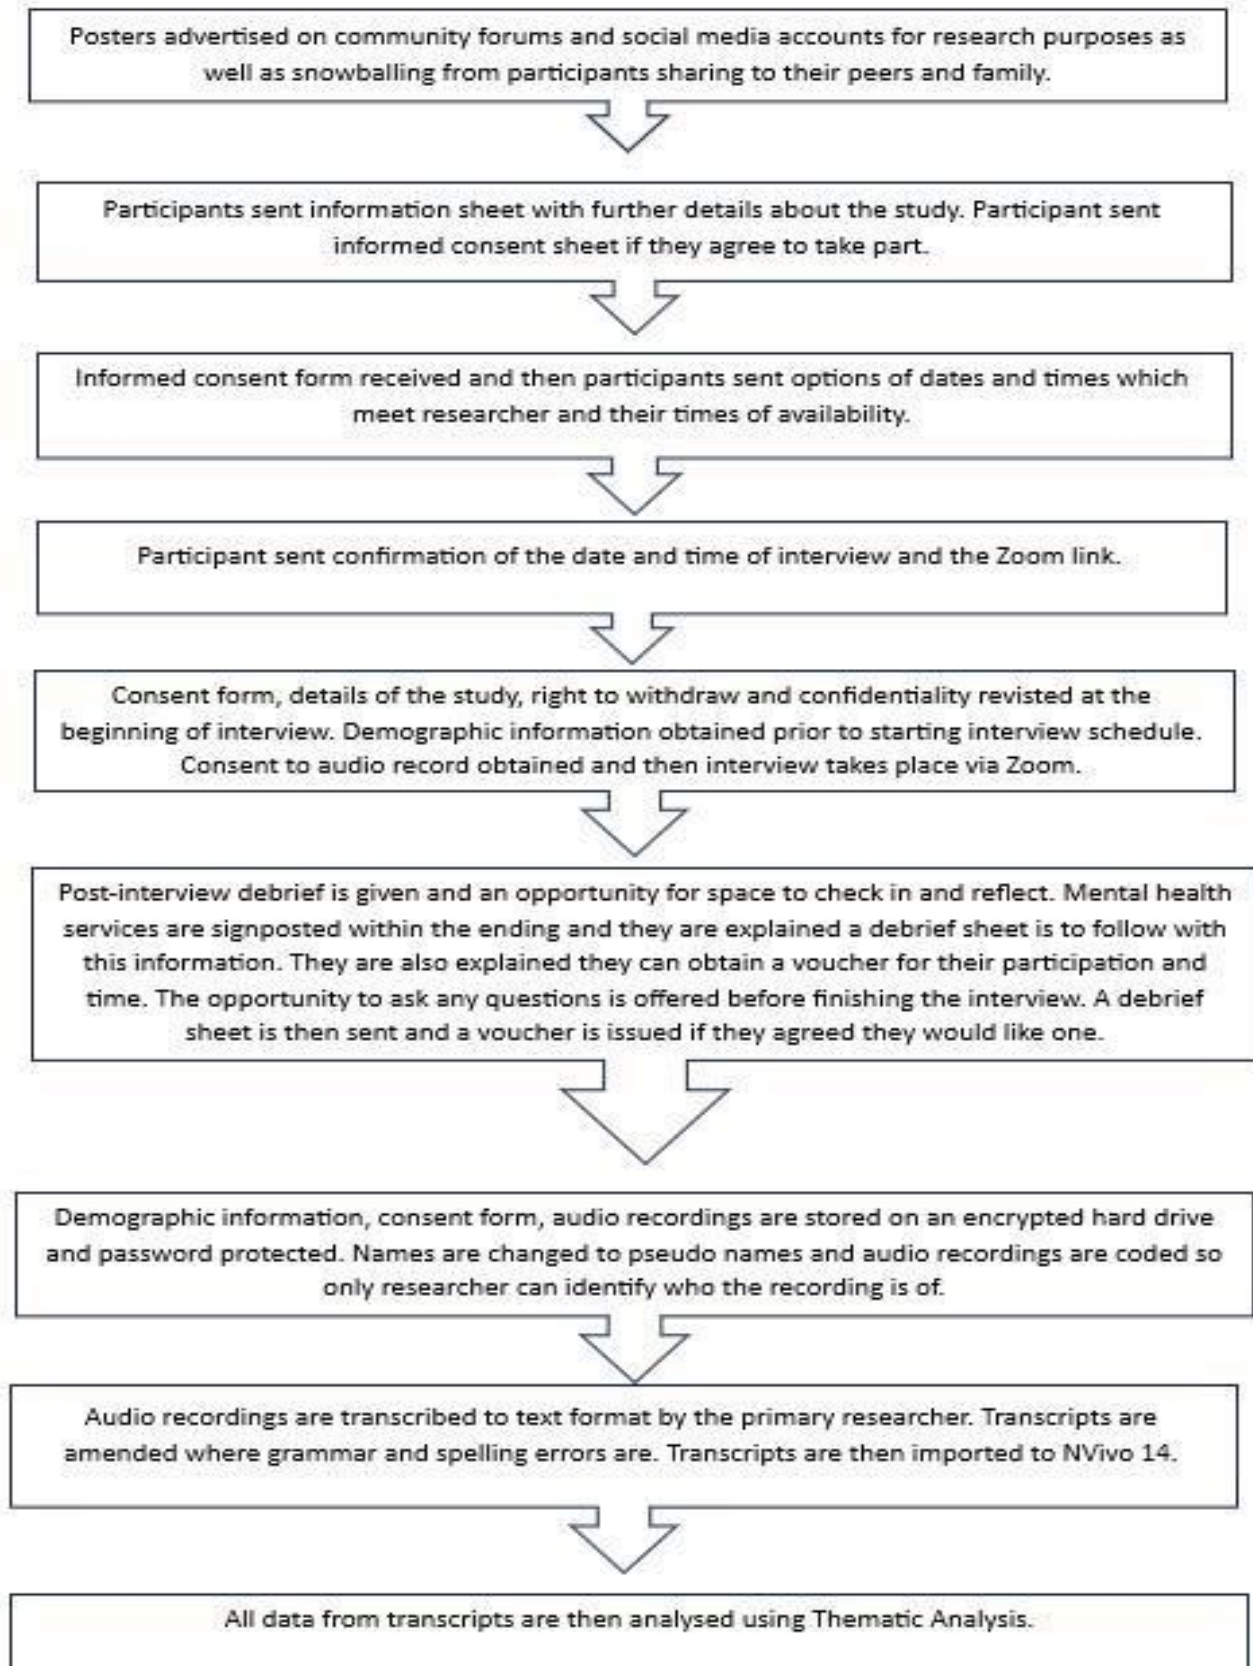 Posters advertised on community forums and social media accounts for research purposes as
well as snowballing from participants sharing to their peers and family.
Participants sent information sheet with further details about the study. Participant sent
informed consent sheet if they agree to take part.
Informed consent form received and then participants sent options of dates and times which
meet researcher and their times of availability.
Participant sent confirmation of the date and time of interview and the Zoom link.
Consent form, details of the study, right to withdraw and confidentiality revisted at the
beginning of interview. Demographic information obtained prior to starting interview schedule.
Consent to audio record obtained and then interview takes place via Zoom.
Post-interview debrief is given and an opportunity for space to check in and reflect. Mental health
services are signposted within the ending and they are explained a debrief sheet is to follow with
this information. They are also explained they can obtain a voucher for their participation and
time. The opportunity to ask any questions is offered before finishing the interview. A debrief
sheet is then sent and a voucher is issued if they agreed they would like one.
Demographic information, consent form, audio recordings are stored on an encrypted hard drive
and password protected. Names are changed to pseudo names and audio recordings are coded so
only researcher can identify who the recording is of.
Audio recordings are transcribed to text format by the primary researcher. Transcripts are
amended where grammar and spelling errors are. Transcripts are then imported to NVivo 14.
All data from transcripts are then analysed using Thematic Analysis.